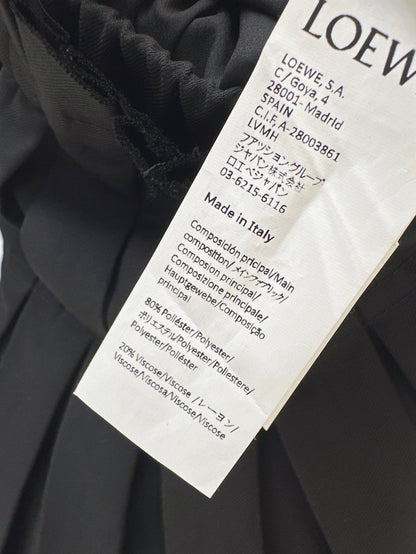 LOEWE
LOEWE, S.A.
C/Goya, 4
28001- Madrid
SPAIN
C.I.F. A-28003861
LVMH
ファッショングループ
ジャパン株式会社
ロエベジャパン
03-6215-6116
Made in Italy
Composición pricipal/Main
composition/メインファブリック/
Composizione principale/
Composition principal/
Hauptgewebe/Composição
principal
80% Poliéster/Polyester/
ポリエステル/Polyester/Poliestere/
Polyester/Poliéster
20% Viscose/Viscose /レーヨン/
Viscose/Viscosa/Viscose/Viscose